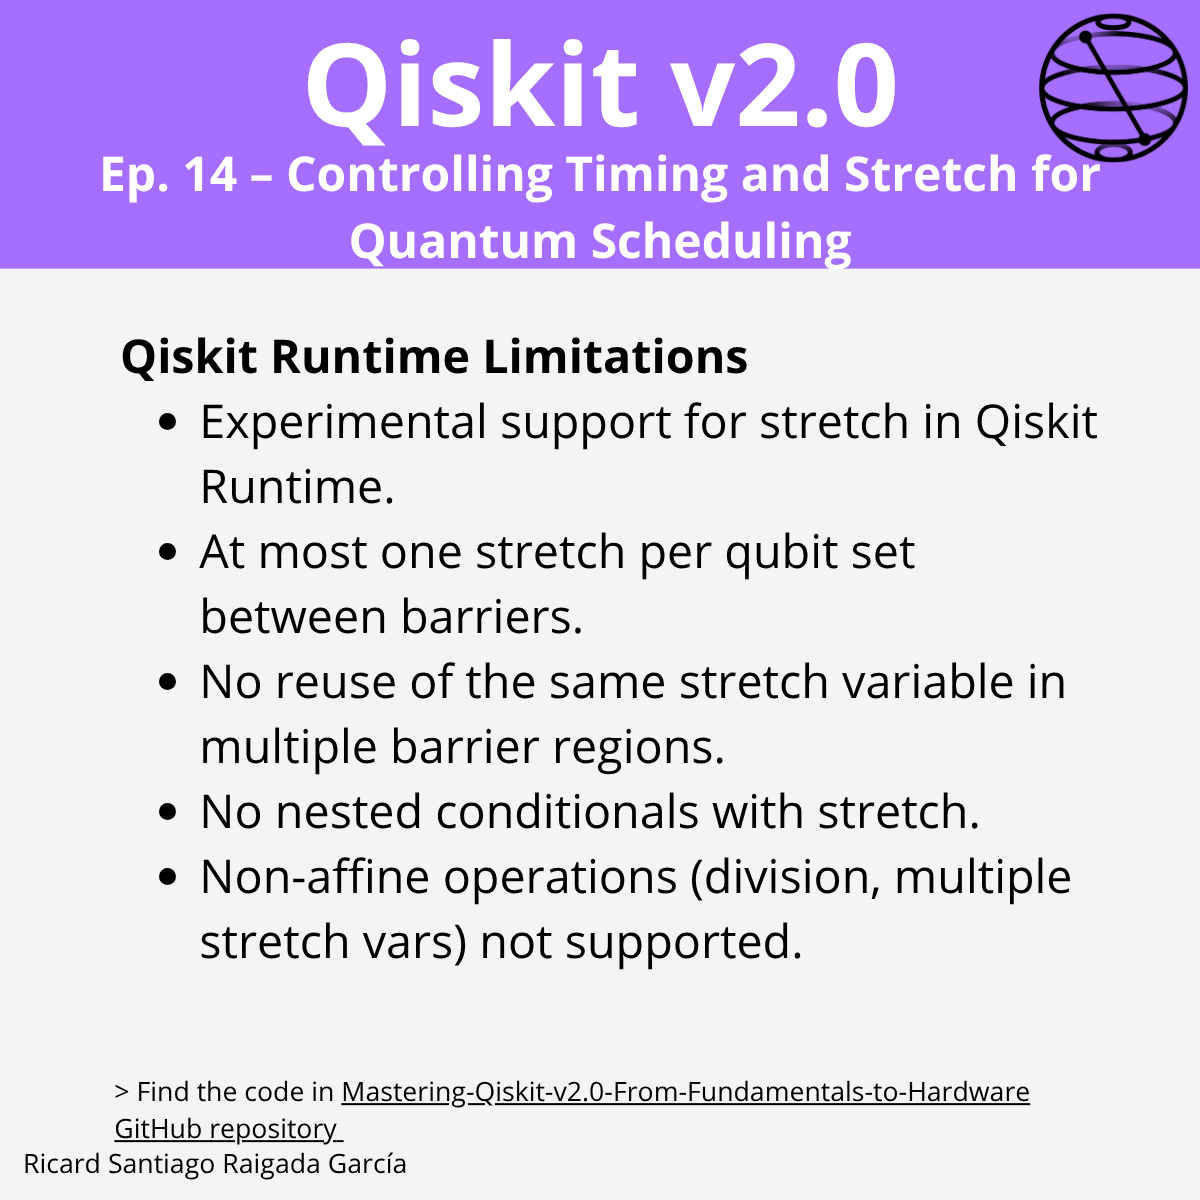 Qiskit v2.0
Ep. 14 – Controlling Timing and Stretch for
Quantum Scheduling
Qiskit Runtime Limitations
• Experimental support for stretch in Qiskit
Runtime.
• At most one stretch per qubit set
between barriers.
• No reuse of the same stretch variable in
multiple barrier regions.
• No nested conditionals with stretch.
• Non-affine operations (division, multiple
stretch vars) not supported.
> Find the code in Mastering-Qiskit-v2.0-From-Fundamentals-to-Hardware
GitHub repository
Ricard Santiago Raigada García